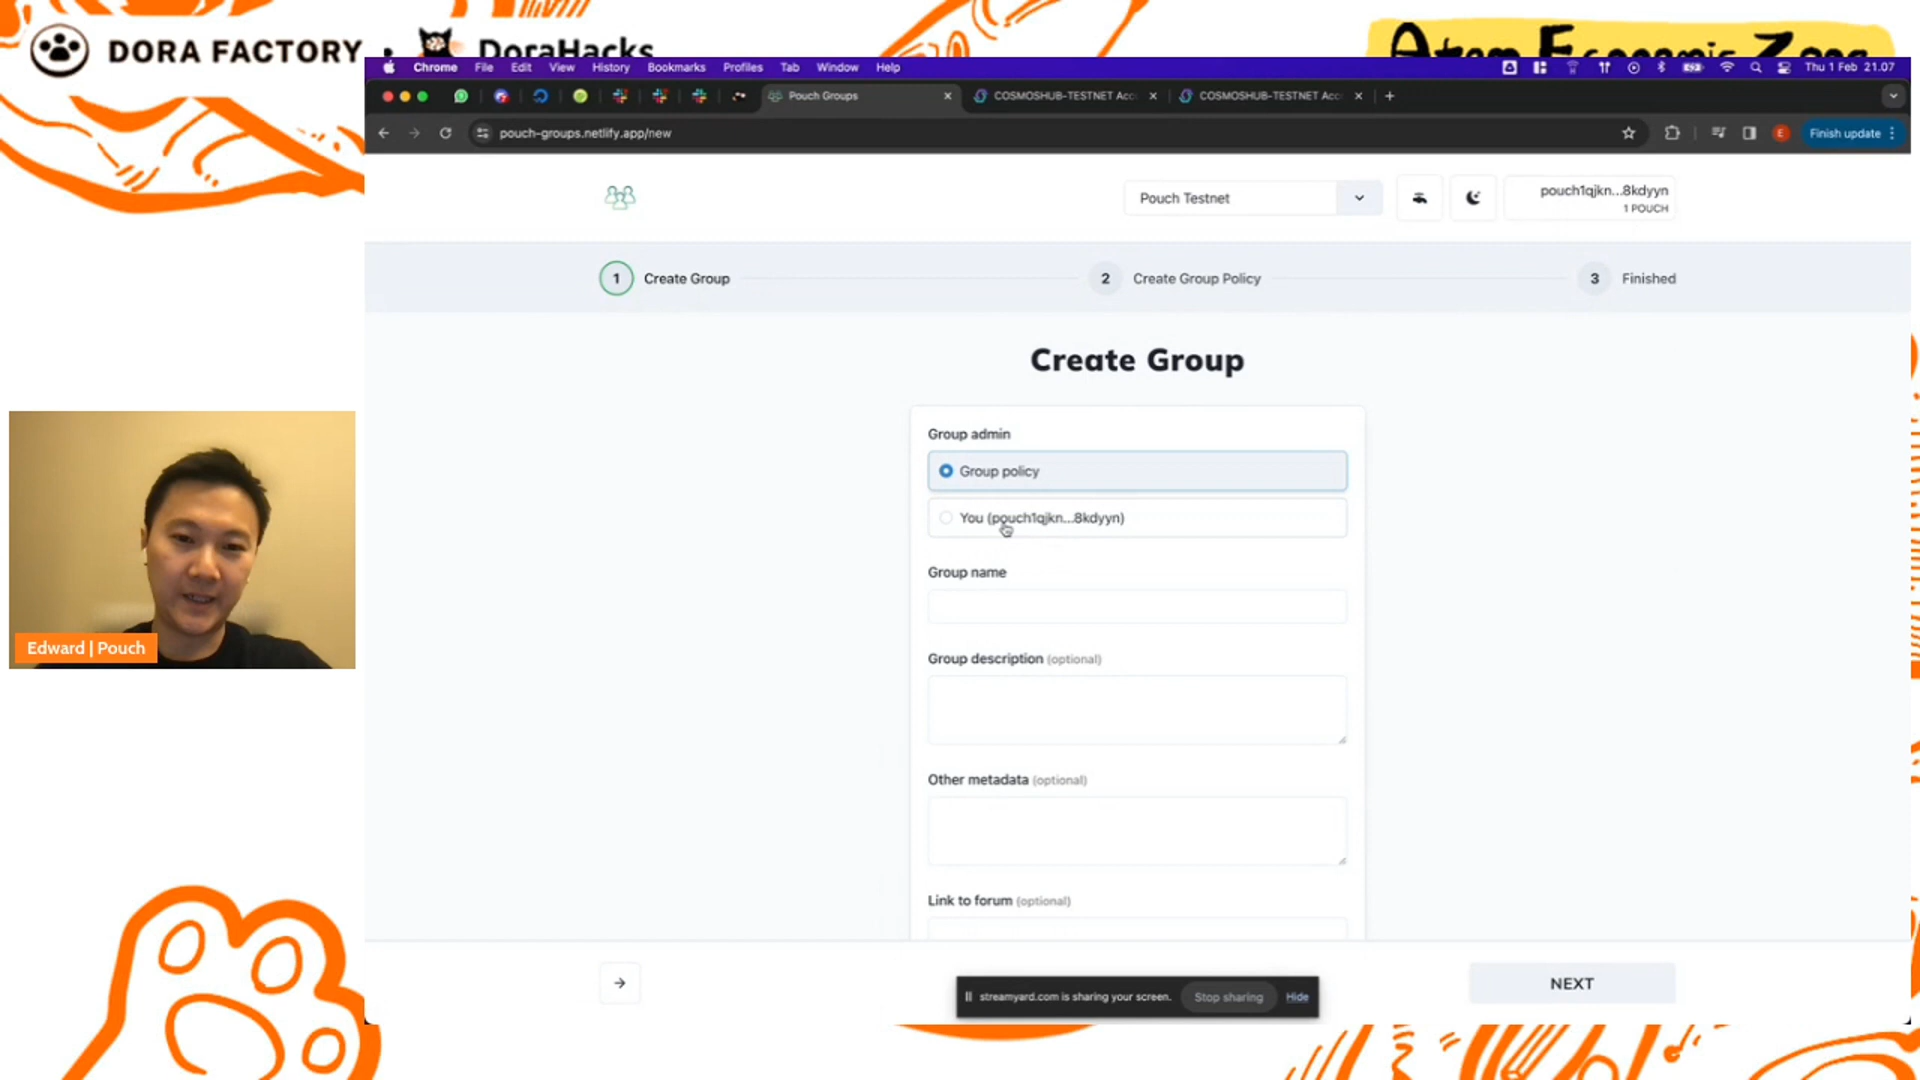 DORA FACTORY
DoraHacks
Atom Economic Zone
Chrome File Edit View History Bookmarks Profiles Tab Window Help
Thu 1 Feb 21.07
Pouch Groups
COSMOSHUB-TESTNET Acc
COSMOSHUB-TESTNET Acc
pouch-groups.netlify.app/new
E
Finish update
Pouch Testnet
pouch1qjkn...8kdyyn
1 POUCH
1 Create Group
2 Create Group Policy
3 Finished
Create Group
Group admin
Group policy
You (pouch1qjkn...8kdyyn)
Group name
Group description (optional)
Other metadata (optional)
Link to forum (optional)
Edward | Pouch
streamyard.com is sharing your screen. Stop sharing Hide
NEXT